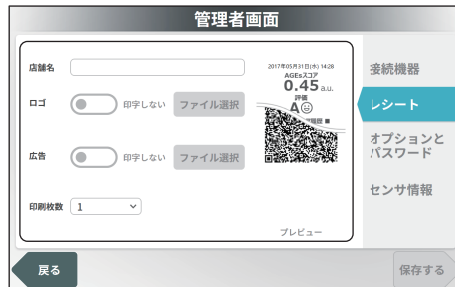 管理者画面
店舗名
ロゴ
印字しない
ファイル選択
広告
印字しない
ファイル選択
印刷枚数
1
2017年05月31日(水) 14:28
AGEsスコア
0.45 a.u.
評価
A
履歴 ■
プレビュー
接続機器
レシート
オプションと
パスワード
センサ情報
戻る
保存する